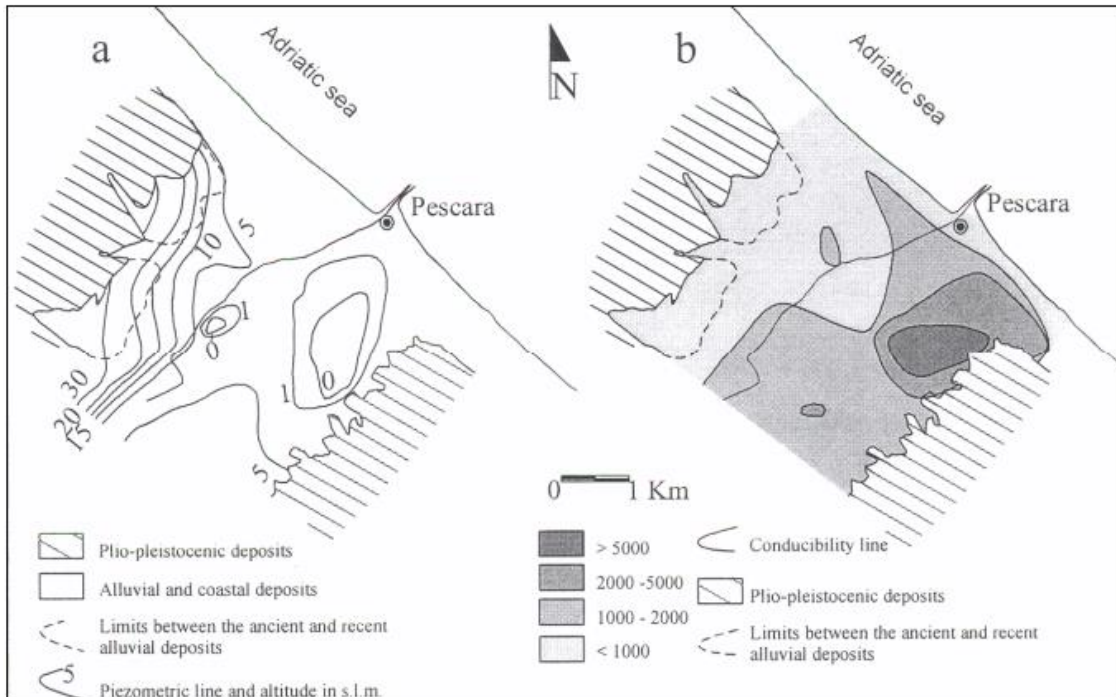 a
Adriatic sea
N
b
Adriatic sea
Pescara
Pescara
10
5
1
0
30
20
15
1
0
5
0 1 Km
Plio-pleistocenic deposits
Alluvial and coastal deposits
Limits between the ancient and recent
alluvial deposits
5
Piezometric line and altitude in s.l.m.
> 5000
2000 -5000
1000 - 2000
< 1000
Conducibility line
Plio-pleistocenic deposits
Limits between the ancient and recent
alluvial deposits